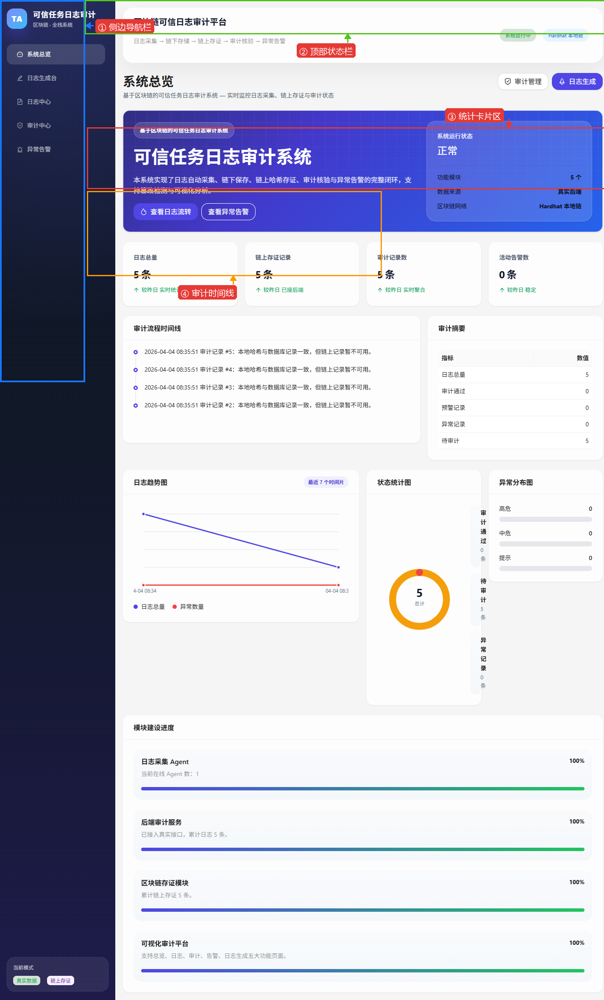 TA
可信任务日志审计
区块链 · 全栈系统
系统总览
日志生成台
日志中心
审计中心
异常告警
当前模式
真实数据
链上存证
① 侧边导航栏
链可信日志审计平台
日志采集 → 链下存储 → 链上存证 → 审计核验 → 异常告警
② 顶部状态栏
系统运行中
Hardhat 本地链
系统总览
基于区块链的可信任务日志审计系统 — 实时监控日志采集、链上存证与审计状态
审计管理
日志生成
③ 统计卡片区
基于区块链的可信任务日志审计系统
可信任务日志审计系统
本系统实现了日志自动采集、链下保存、链上哈希存证、审计核验与异常告警的完整闭环，支
持篡改检测与可视化分析。
查看日志流转
查看异常告警
系统运行状态
正常
功能模块 5 个
数据来源 真实后端
区块链网络 Hardhat 本地链
日志总量
5 条
较昨日 实时统计
④ 审计时间线
链上存证记录
5 条
较昨日 已接后端
审计记录数
5 条
较昨日 实时聚合
活动告警数
0 条
较昨日 稳定
审计流程时间线
2026-04-04 08:35:51 审计记录 #5：本地哈希与数据库记录一致，但链上记录暂不可用。
2026-04-04 08:35:51 审计记录 #4：本地哈希与数据库记录一致，但链上记录暂不可用。
2026-04-04 08:35:51 审计记录 #3：本地哈希与数据库记录一致，但链上记录暂不可用。
2026-04-04 08:35:51 审计记录 #2：本地哈希与数据库记录一致，但链上记录暂不可用。
审计摘要
指标 数值
日志总量 5
审计通过 0
预警记录 0
异常记录 0
待审计 5
日志趋势图
最近 7 个时间片
4-04 08:34
04-04 08:3
日志总量
异常数量
状态统计图
5
总计
审计通过
0 条
待审计
5 条
异常记录
0 条
异常分布图
高危 0
中危 0
提示 0
模块建设进度
日志采集 Agent 100%
当前在线 Agent 数：1
后端审计服务 100%
已接入真实接口，累计日志 5 条。
区块链存证模块 100%
累计链上存证 5 条。
可视化审计平台 100%
支持总览、日志、审计、告警、日志生成五大功能页面。